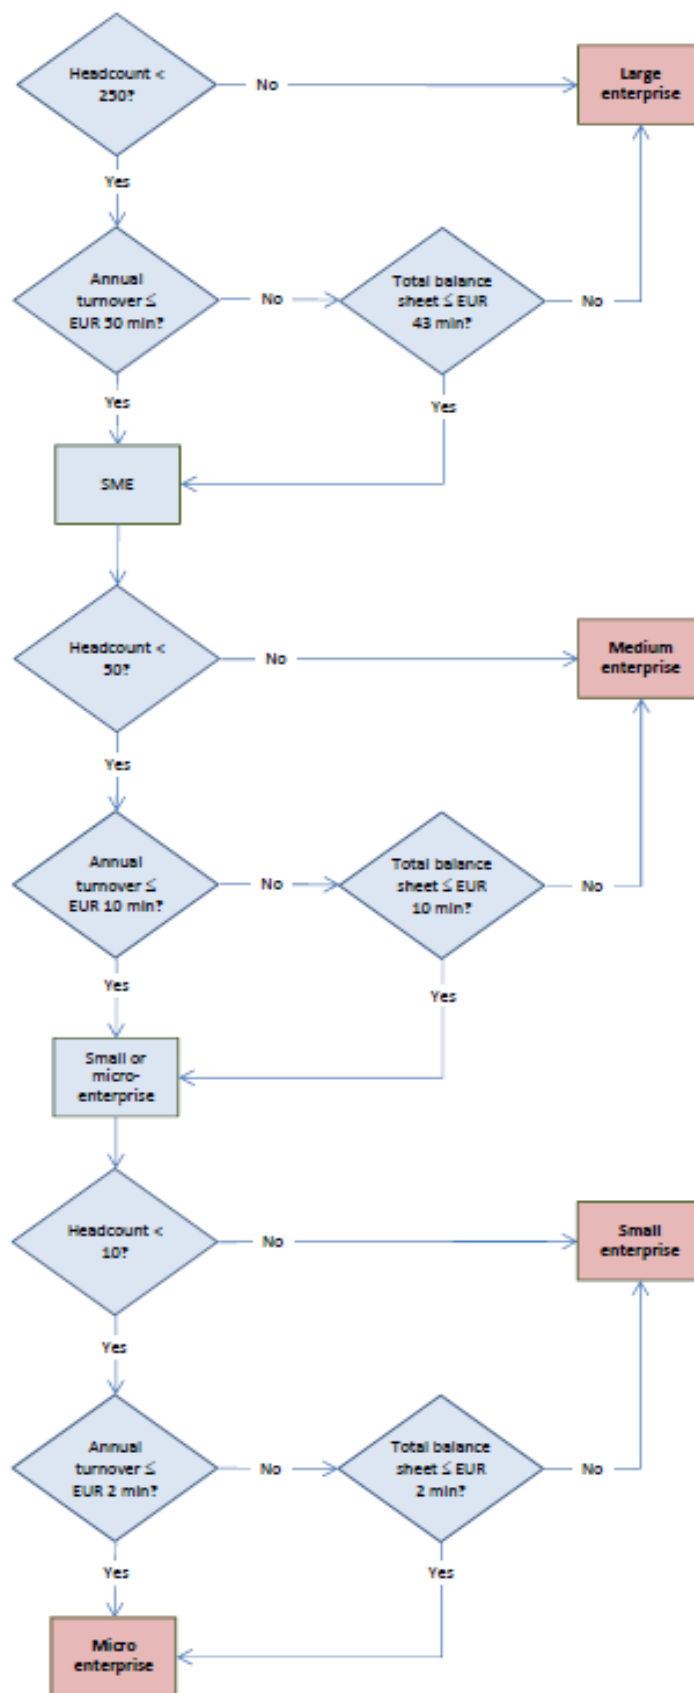 Headcount <
250?
No
Large
enterprise
Yes
Annual
turnover ≤
EUR 50 mln?
No
Total balance
sheet ≤ EUR
43 mln?
No
Yes
Yes
SME
Headcount <
50?
No
Medium
enterprise
Yes
Annual
turnover ≤
EUR 10 mln?
No
Total balance
sheet ≤ EUR
10 mln?
No
Yes
Yes
Small or
micro-
enterprise
Headcount <
10?
No
Small
enterprise
Yes
Annual
turnover ≤
EUR 2 mln?
No
Total balance
sheet ≤ EUR
2 mln?
No
Yes
Yes
Micro
enterprise